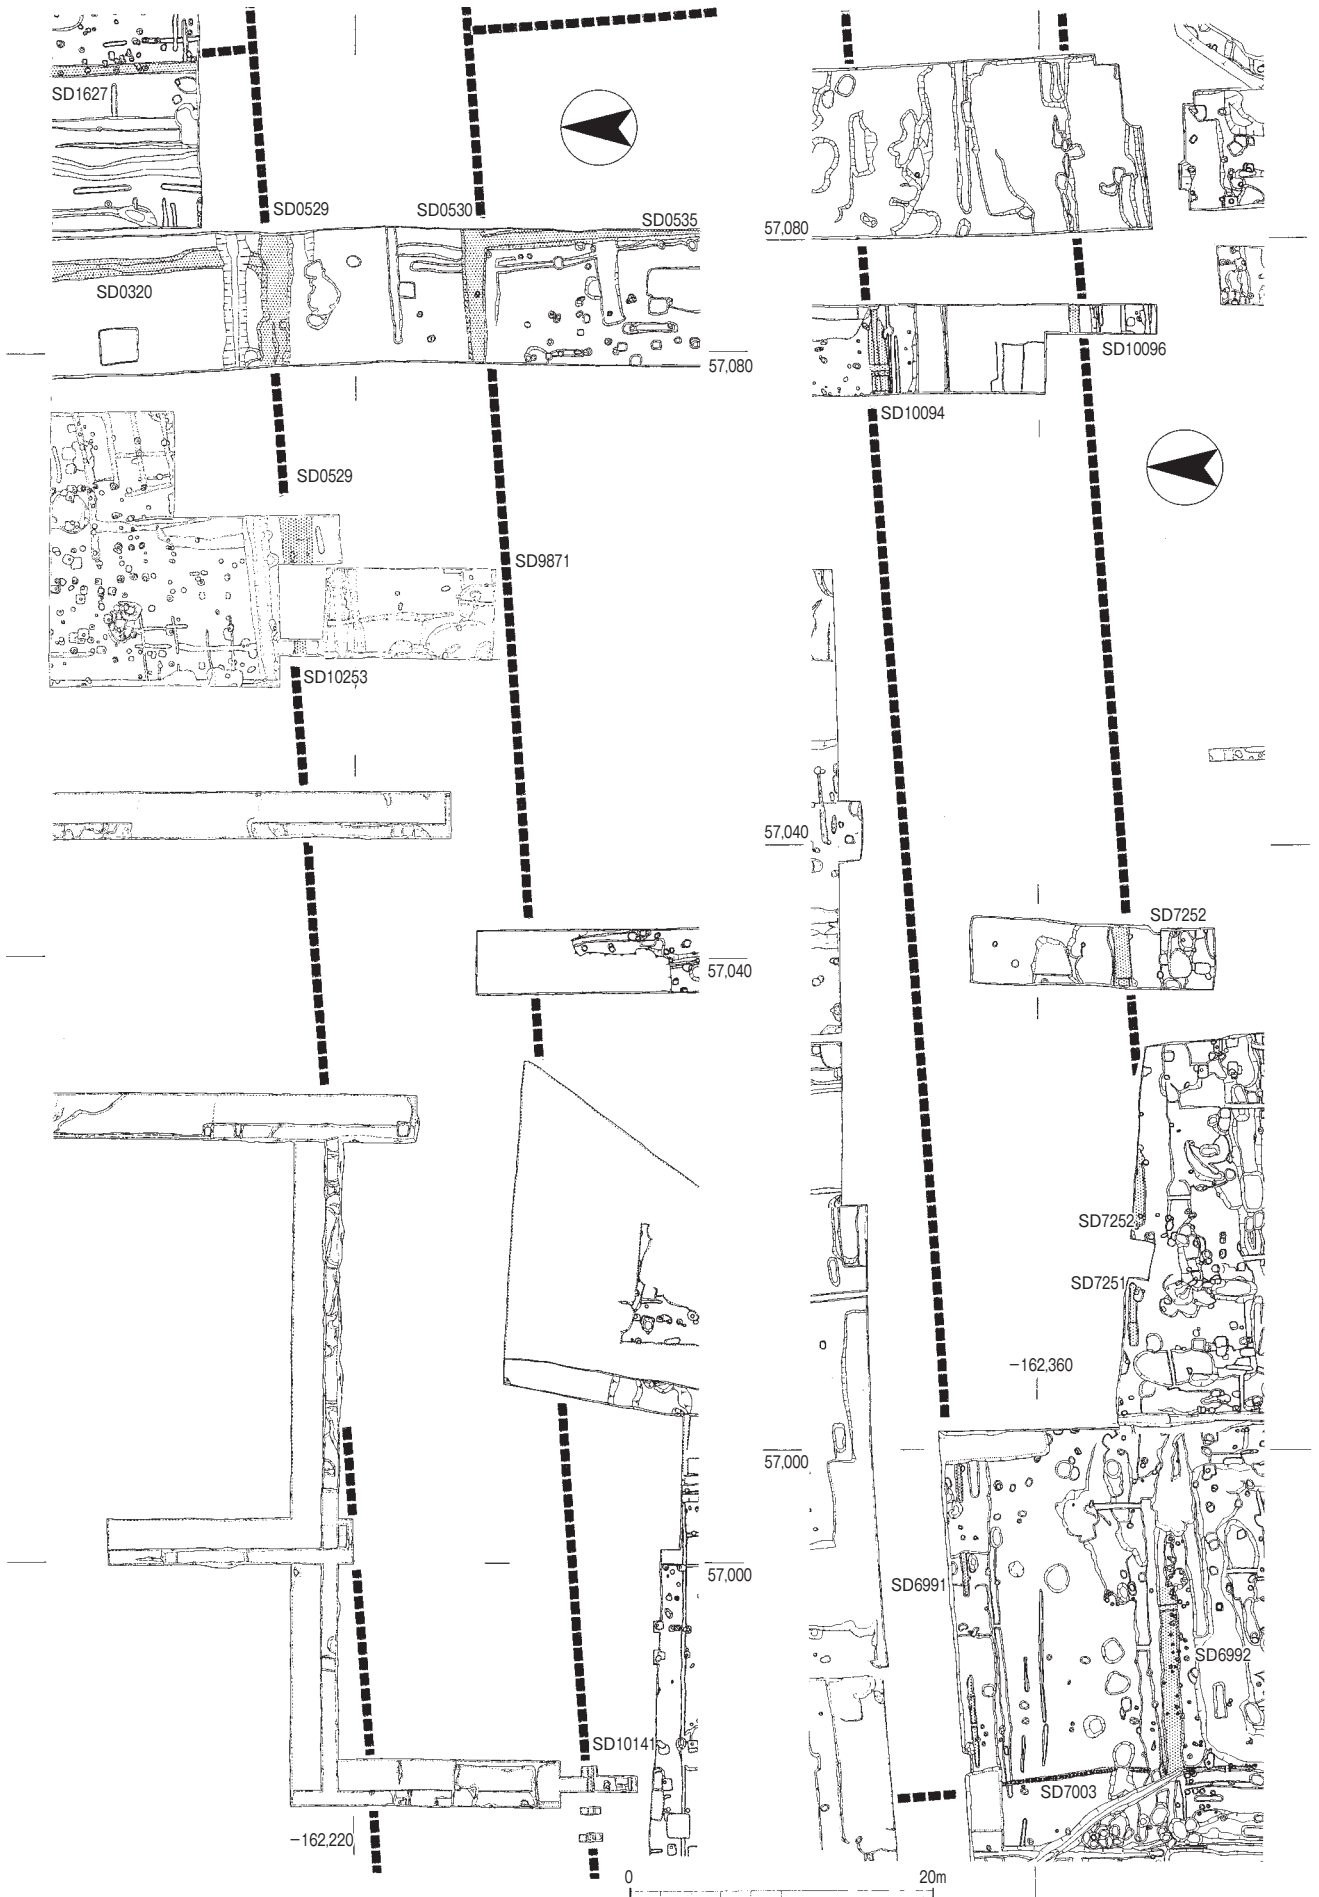 SD1627
SD0529
SD0530
SD0535
SD0320
57,080
SD0529
SD9871
SD10253
57,040
57,000
SD10141
−162,220
57,080
SD10096
SD10094
57,040
SD7252
SD7252
SD7251
−162,360
57,000
SD6991
SD6992
SD7003
0 20m